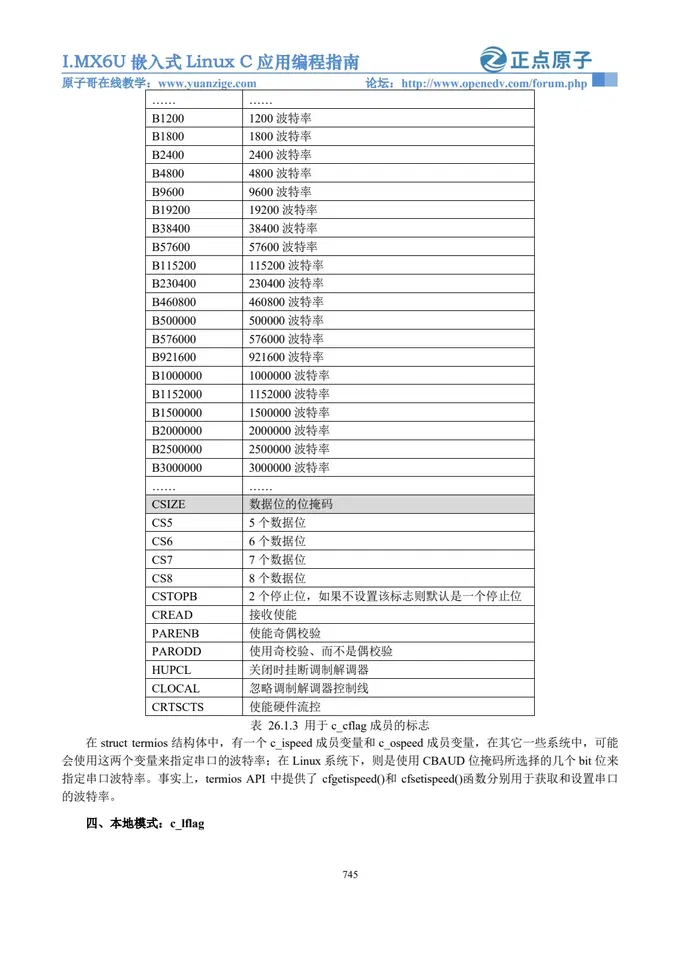 I.MX6U 嵌入式 Linux C 应用编程指南
正点原子
原子哥在线教学：www.yuanzige.com 论坛：http://www.openedv.com/forum.php
…… ……
B1200 1200 波特率
B1800 1800 波特率
B2400 2400 波特率
B4800 4800 波特率
B9600 9600 波特率
B19200 19200 波特率
B38400 38400 波特率
B57600 57600 波特率
B115200 115200 波特率
B230400 230400 波特率
B460800 460800 波特率
B500000 500000 波特率
B576000 576000 波特率
B921600 921600 波特率
B1000000 1000000 波特率
B1152000 1152000 波特率
B1500000 1500000 波特率
B2000000 2000000 波特率
B2500000 2500000 波特率
B3000000 3000000 波特率
…… ……
CSIZE 数据位的位掩码
CS5 5 个数据位
CS6 6 个数据位
CS7 7 个数据位
CS8 8 个数据位
CSTOPB 2 个停止位，如果不设置该标志则默认是一个停止位
CREAD 接收使能
PARENB 使能奇偶校验
PARODD 使用奇校验、而不是偶校验
HUPCL 关闭时挂断调制解调器
CLOCAL 忽略调制解调器控制线
CRTSCTS 使能硬件流控
表 26.1.3 用于 c_cflag 成员的标志
在 struct termios 结构体中，有一个 c_ispeed 成员变量和 c_ospeed 成员变量，在其它一些系统中，可能
会使用这两个变量来指定串口的波特率；在 Linux 系统下，则是使用 CBAUD 位掩码所选择的几个 bit 位来
指定串口波特率。事实上，termios API 中提供了 cfgetispeed()和 cfsetispeed()函数分别用于获取和设置串口
的波特率。
四、本地模式：c_lflag
745